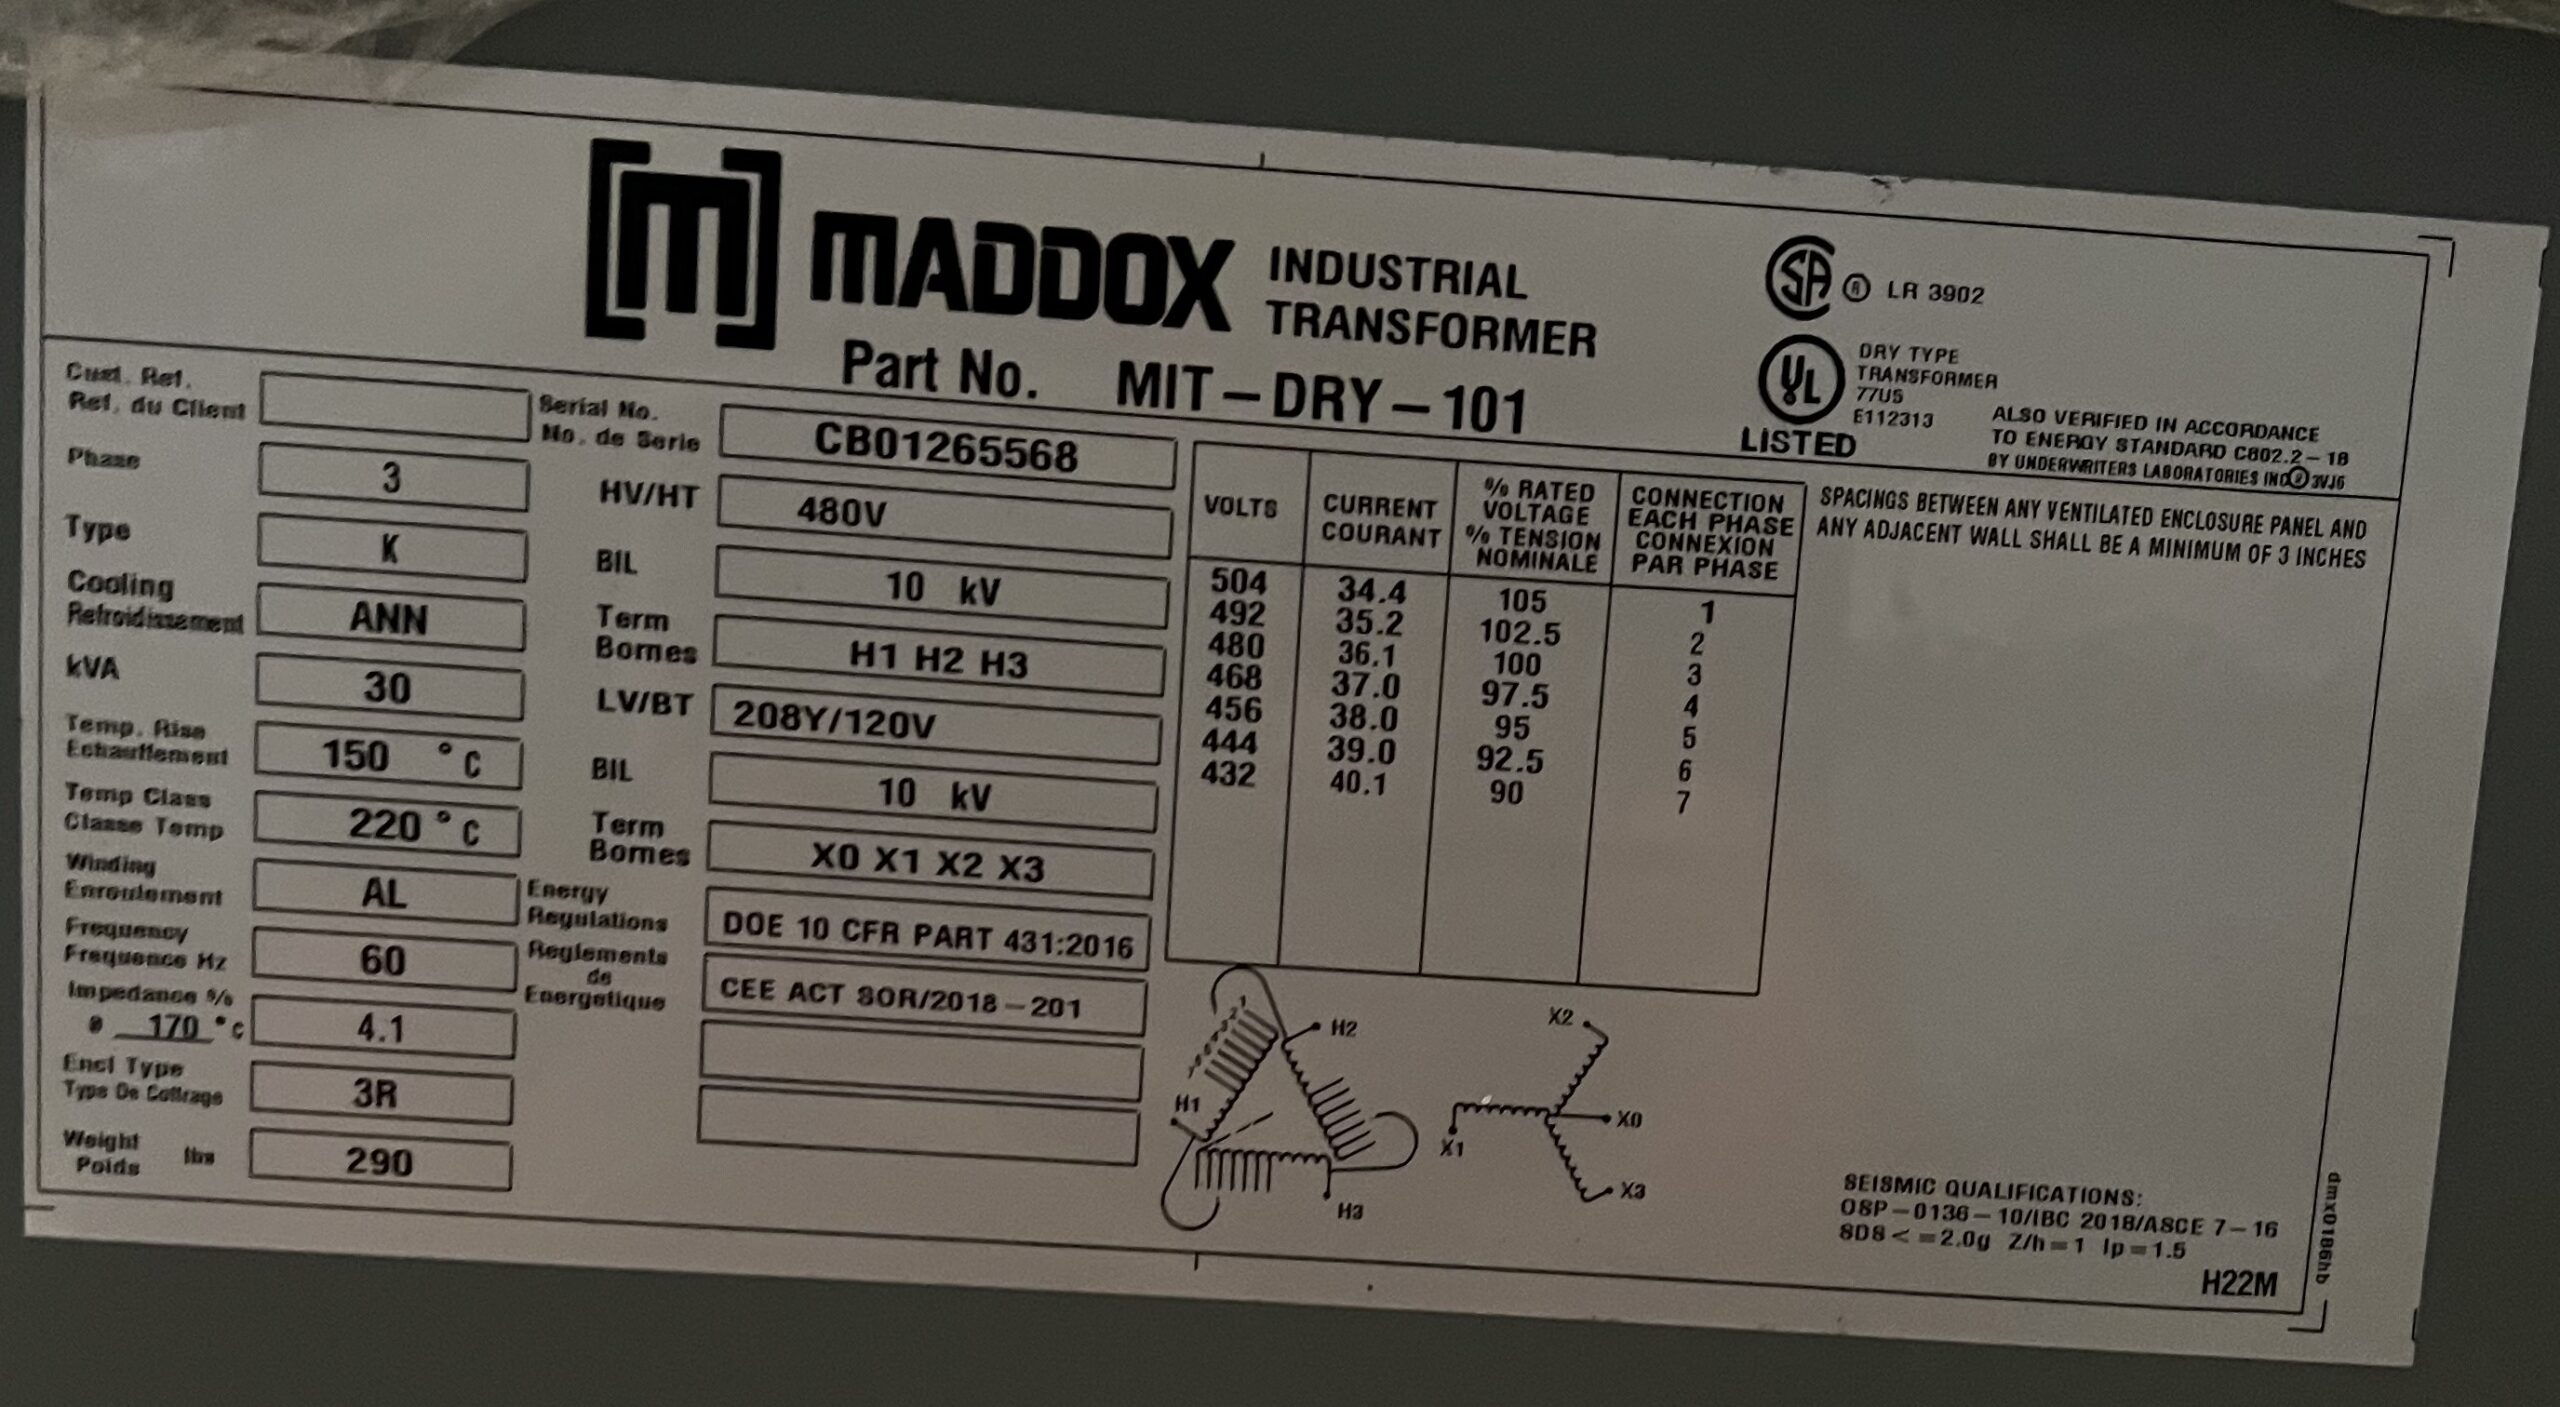 [M] MADDOX INDUSTRIAL
TRANSFORMER
Part No. MIT-DRY-101
SA ® LR 3902
UL
LISTED
DRY TYPE
TRANSFORMER
77US
E112313
ALSO VERIFIED IN ACCORDANCE
TO ENERGY STANDARD C802.2-18
BY UNDERWRITERS LABORATORIES INC 3VJ6
Cust. Ref.
Ref. du Client
Phase 3
Type K
Cooling
Refroidissement ANN
kVA 30
Temp. Rise
Echauffement 150 °C
Temp Class
Classe Temp 220 °C
Winding
Enroulement AL
Frequency
Frequence Hz 60
Impedance %
@ 170 °C 4.1
Encl Type
Type De Coffrage 3R
Weight
Poids lbs 290
Serial No.
No. de Serie CB01265568
HV/HT 480V
BIL 10 kV
Term
Bornes H1 H2 H3
LV/BT 208Y/120V
BIL 10 kV
Term
Bornes X0 X1 X2 X3
Energy
Regulations DOE 10 CFR PART 431:2016
Reglements
de
Energetique CEE ACT SOR/2018-201
VOLTS
CURRENT
COURANT
% RATED
VOLTAGE
% TENSION
NOMINALE
CONNECTION
EACH PHASE
CONNEXION
PAR PHASE
504 34.4 105 1
492 35.2 102.5 2
480 36.1 100 3
468 37.0 97.5 4
456 38.0 95 5
444 39.0 92.5 6
432 40.1 90 7
SPACINGS BETWEEN ANY VENTILATED ENCLOSURE PANEL AND
ANY ADJACENT WALL SHALL BE A MINIMUM OF 3 INCHES
H2
H1
H3
X2
X0
X1
X3
SEISMIC QUALIFICATIONS:
OSP-0136-10/IBC 2018/ASCE 7-16
SDS <=2.0g Z/h=1 Ip=1.5
H22M
dmx0186hb